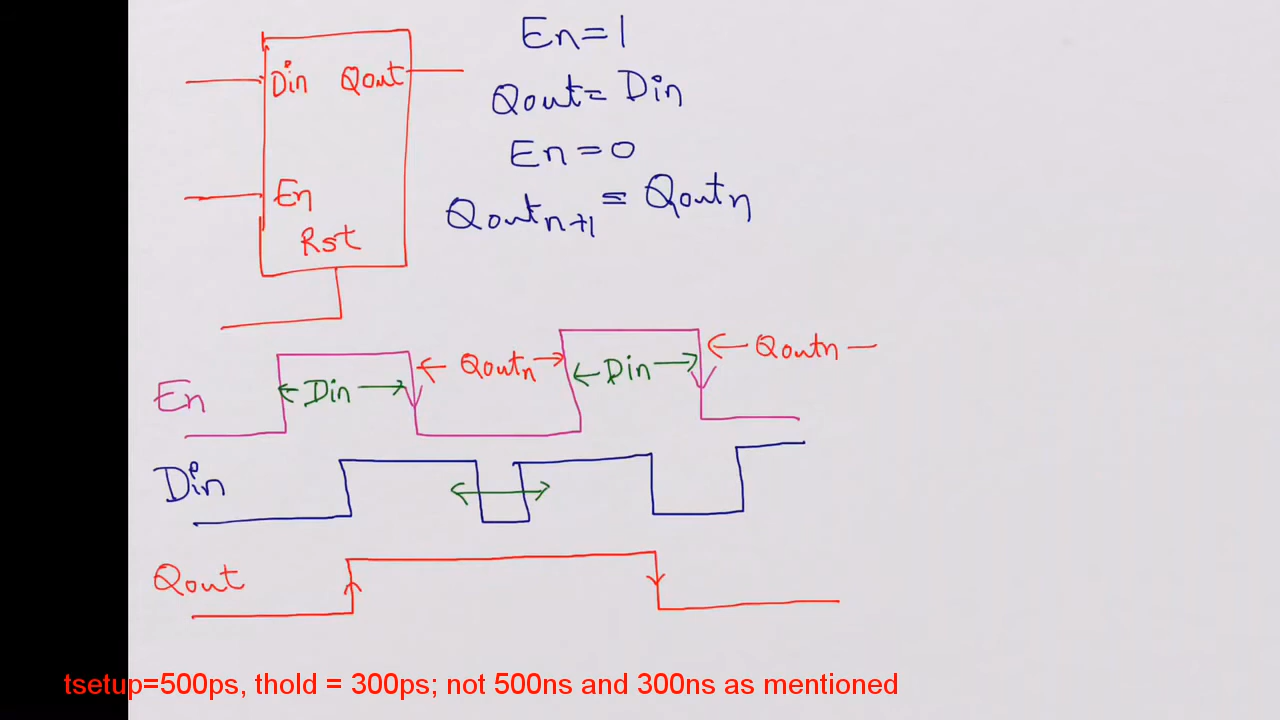 Din Qout
En
Rst
En = 1
Qout = Din
En = 0
Qoutn+1 = Qoutn
En
Din
Qoutn
Din
Qoutn
Din
Qout
tsetup=500ps, thold = 300ps; not 500ns and 300ns as mentioned